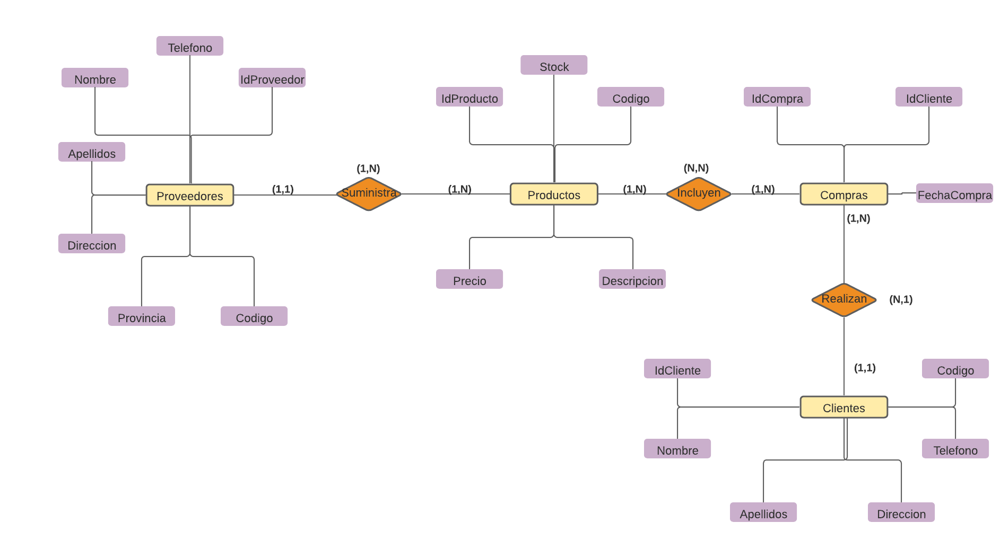 Telefono
Nombre
IdProveedor
Stock
IdProducto
Codigo
IdCompra
IdCliente
Apellidos
(1,N)
(N,N)
Proveedores
(1,1)
Suministra
(1,N)
Productos
(1,N)
Incluyen
(1,N)
Compras
FechaCompra
(1,N)
Direccion
Precio
Descripcion
Realizan
(N,1)
Provincia
Codigo
(1,1)
IdCliente
Codigo
Clientes
Nombre
Telefono
Apellidos
Direccion